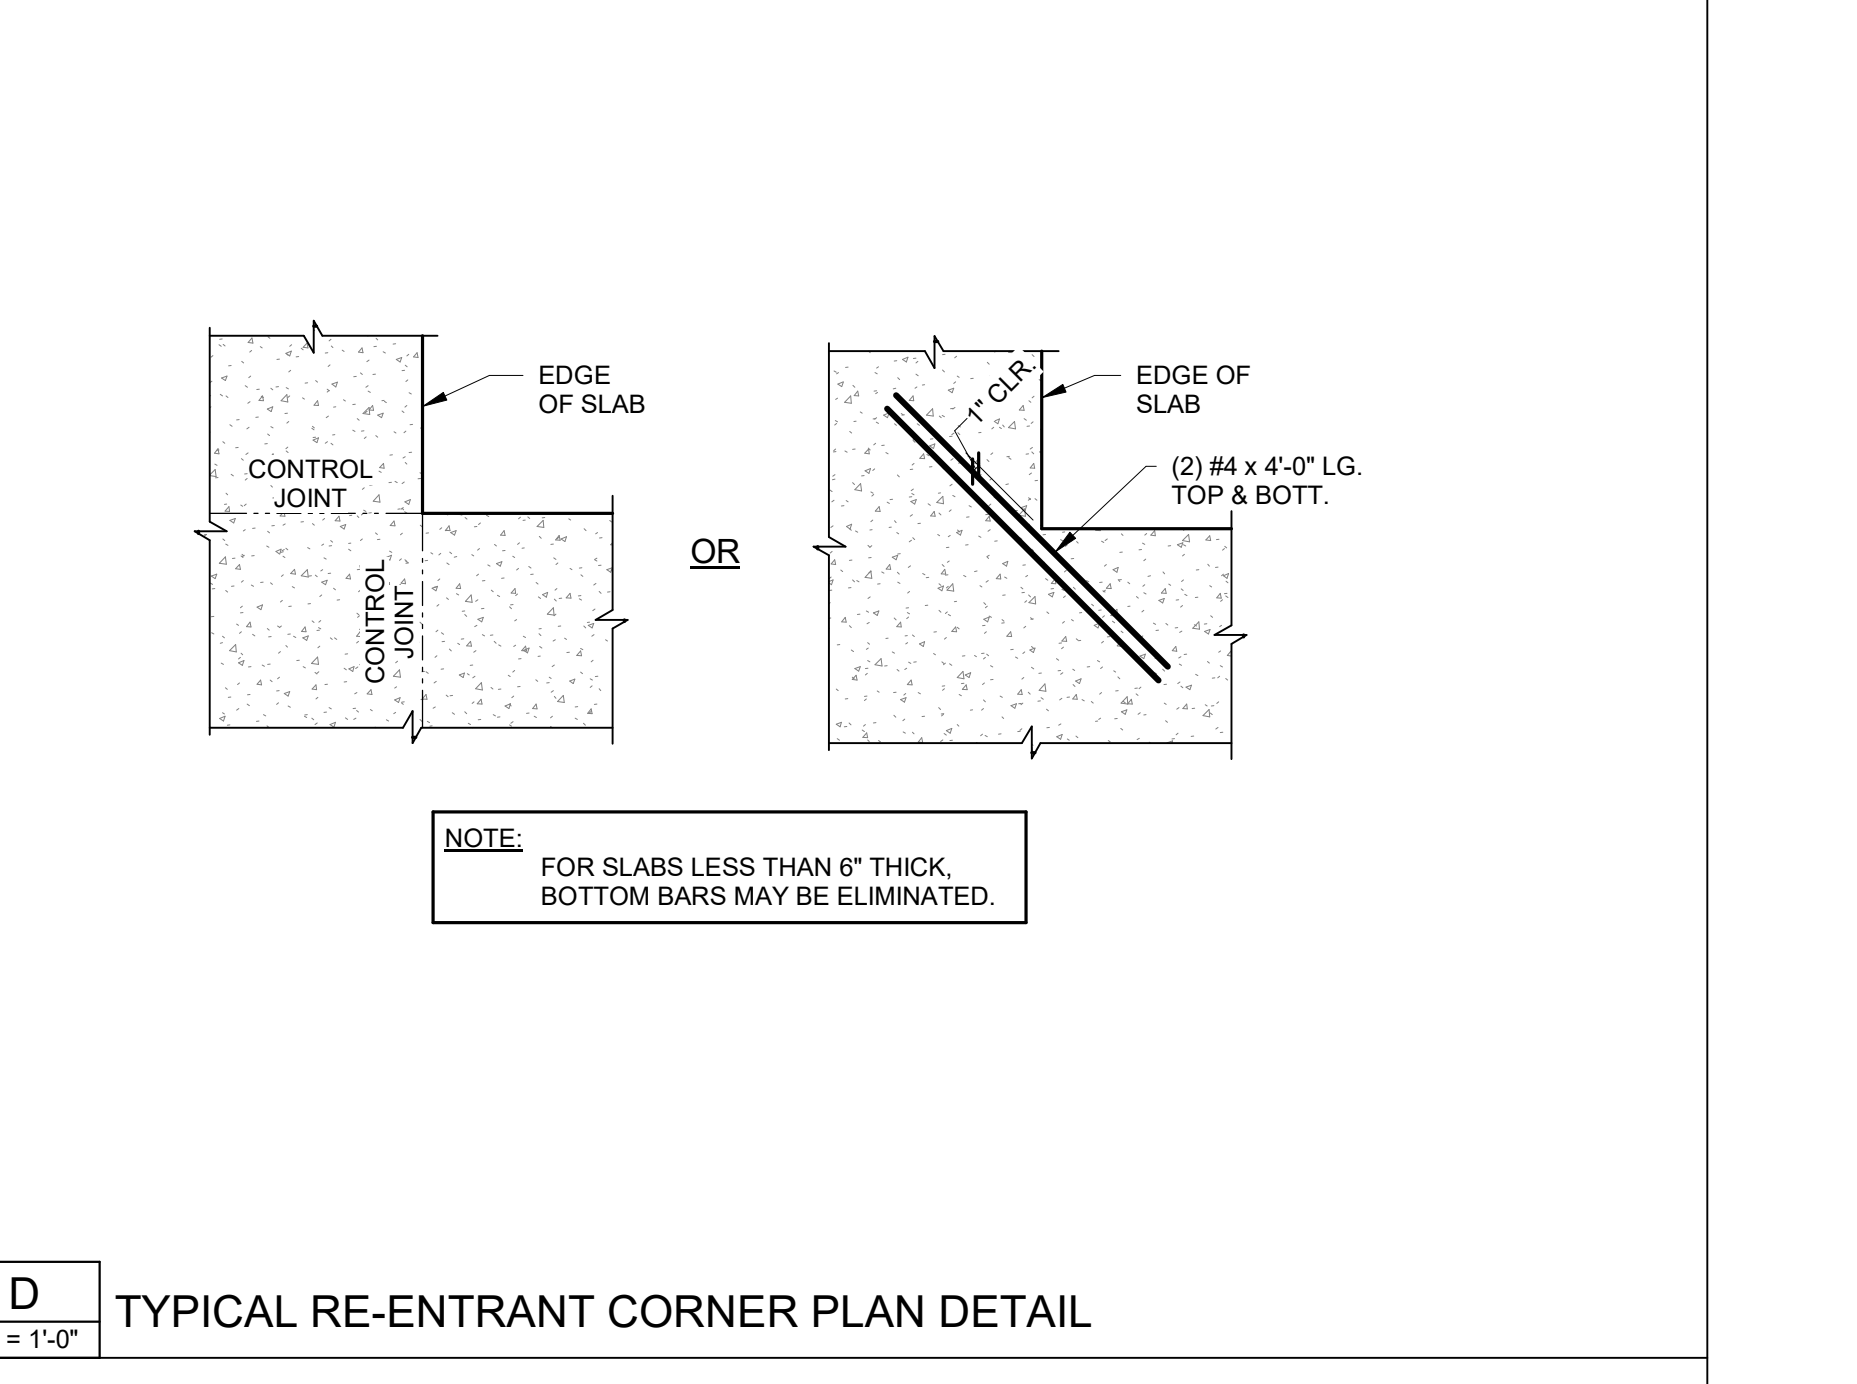 EDGE
OF SLAB
CONTROL
JOINT
CONTROL
JOINT
OR
1" CLR.
EDGE OF
SLAB
(2) #4 x 4'-0" LG.
TOP & BOTT.
NOTE:
FOR SLABS LESS THAN 6" THICK,
BOTTOM BARS MAY BE ELIMINATED.
D
= 1'-0"
TYPICAL RE-ENTRANT CORNER PLAN DETAIL